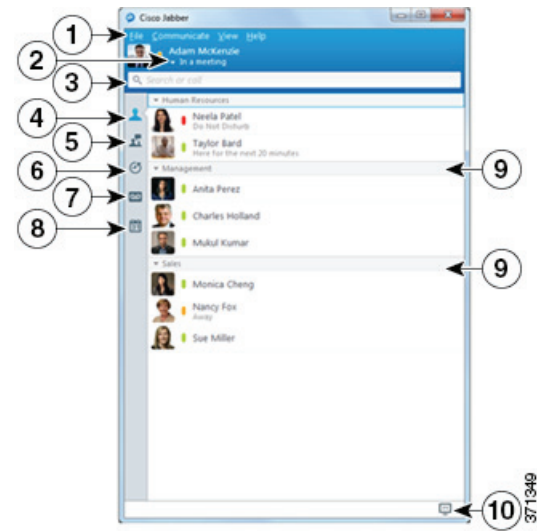 Cisco Jabber
1
File Communicate View Help
Adam McKenzie
2
In a meeting
3
Search or call
Human Resources
4
Neela Patel
Do Not Disturb
5
Taylor Bard
Here for the next 20 minutes
6
Management
9
7
Anita Perez
8
Charles Holland
Mukul Kumar
Sales
9
Monica Cheng
Nancy Fox
Away
Sue Miller
10
371349